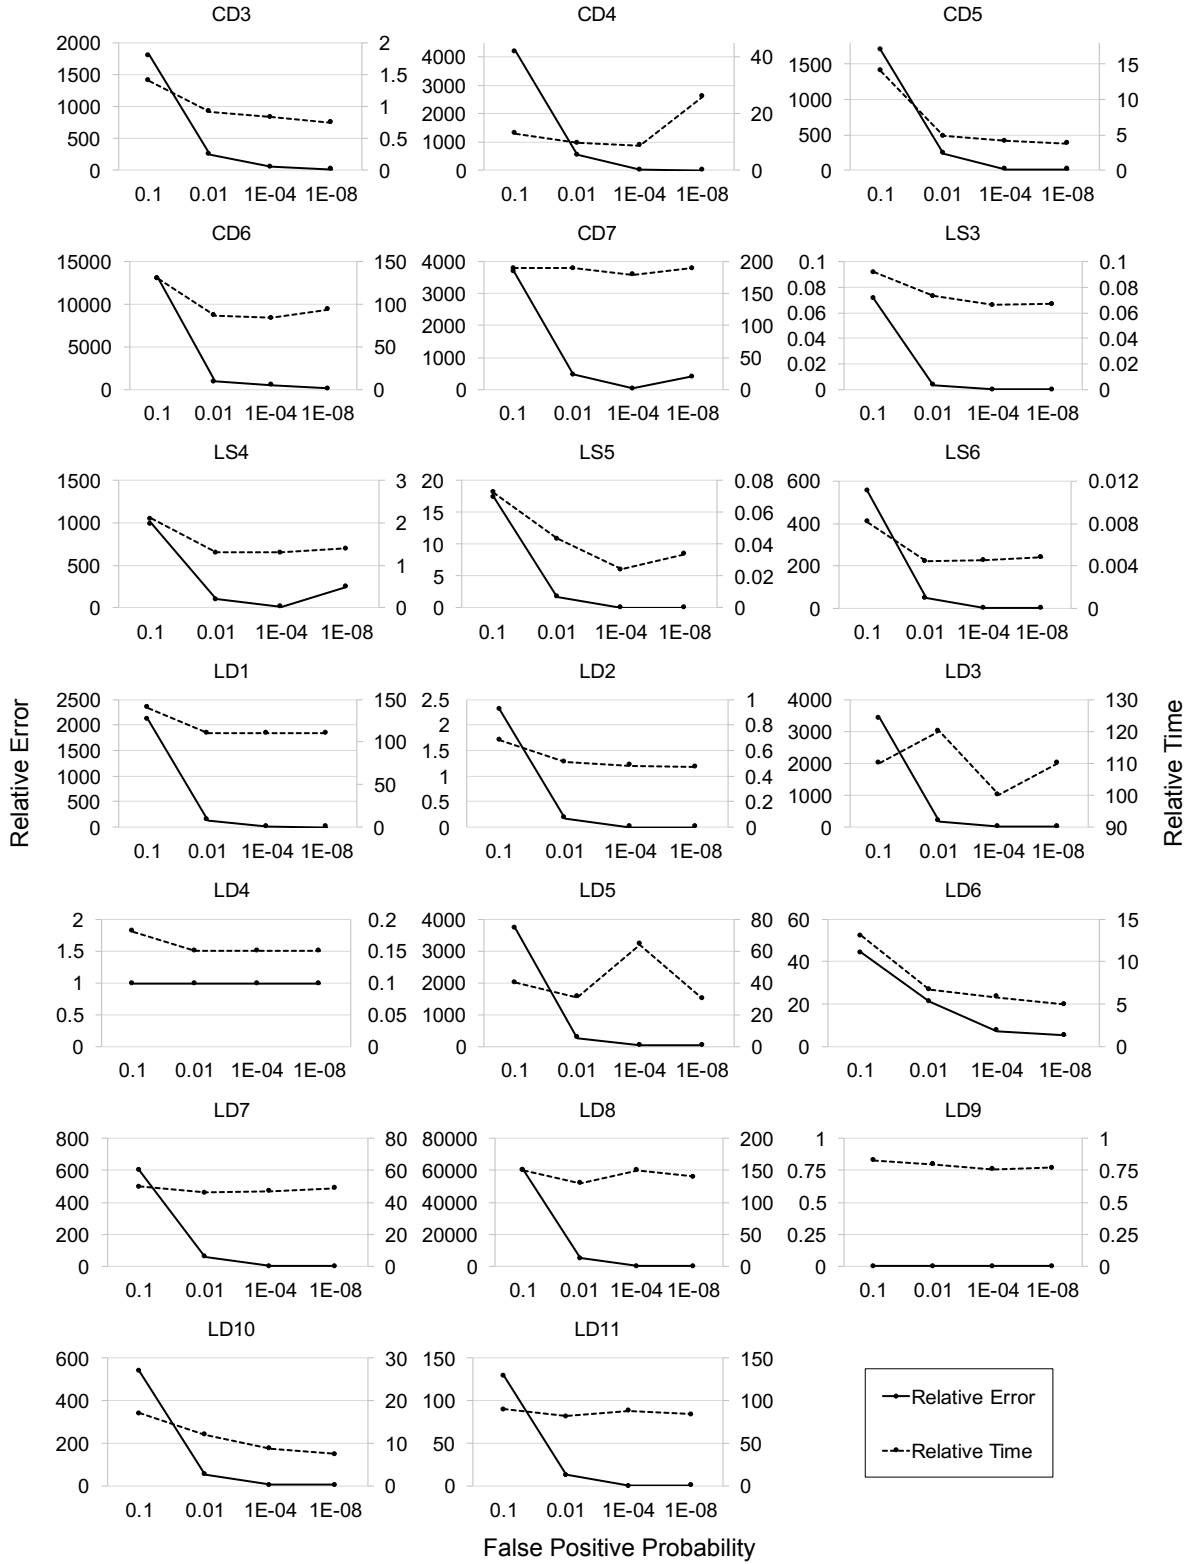 CD3 CD4 CD5
2000 2 4000 40 1500 15
1500 1.5 3000 1000 10
1000 1 2000 20 500 5
500 0.5 1000 0 0
0 0 0 0
0.1 0.01 1E-04 1E-08 0.1 0.01 1E-04 1E-08 0.1 0.01 1E-04 1E-08
CD6 CD7 LS3
15000 150 4000 200 0.1 0.1
10000 100 3000 150 0.08 0.08
5000 50 2000 100 0.06 0.06
0 0 1000 50 0.04 0.04
0 0 0.02 0.02
0 0
0.1 0.01 1E-04 1E-08 0.1 0.01 1E-04 1E-08 0.1 0.01 1E-04 1E-08
LS4 LS5 LS6
1500 3 20 0.08 600 0.012
1000 2 15 0.06 400 0.008
500 1 10 0.04 200 0.004
0 0 5 0.02 0 0
0 0
0.1 0.01 1E-04 1E-08 0.1 0.01 1E-04 1E-08 0.1 0.01 1E-04 1E-08
Relative Error
LD1 LD2 LD3
2500 150 2.5 1 4000 130
2000 100 2 0.8 3000 120
1500 50 1.5 0.6 2000 110
1000 0 1 0.4 1000 100
500 0.5 0.2 0 90
0 0 0
0.1 0.01 1E-04 1E-08 0.1 0.01 1E-04 1E-08 0.1 0.01 1E-04 1E-08
Relative Time
LD4 LD5 LD6
2 0.2 4000 80 60 15
1.5 0.15 3000 60 40 10
1 0.1 2000 40 20 5
0.5 0.05 1000 20 0 0
0 0 0 0
0.1 0.01 1E-04 1E-08 0.1 0.01 1E-04 1E-08 0.1 0.01 1E-04 1E-08
LD7 LD8 LD9
800 80 80000 200 1 1
600 60 60000 150 0.75 0.75
400 40 40000 100 0.5 0.5
200 20 20000 50 0.25 0.25
0 0 0 0 0 0
0.1 0.01 1E-04 1E-08 0.1 0.01 1E-04 1E-08 0.1 0.01 1E-04 1E-08
LD10 LD11
600 30 150 150
400 20 100 100
200 10 50 50
0 0 0 0
0.1 0.01 1E-04 1E-08 0.1 0.01 1E-04 1E-08
Relative Error
Relative Time
False Positive Probability